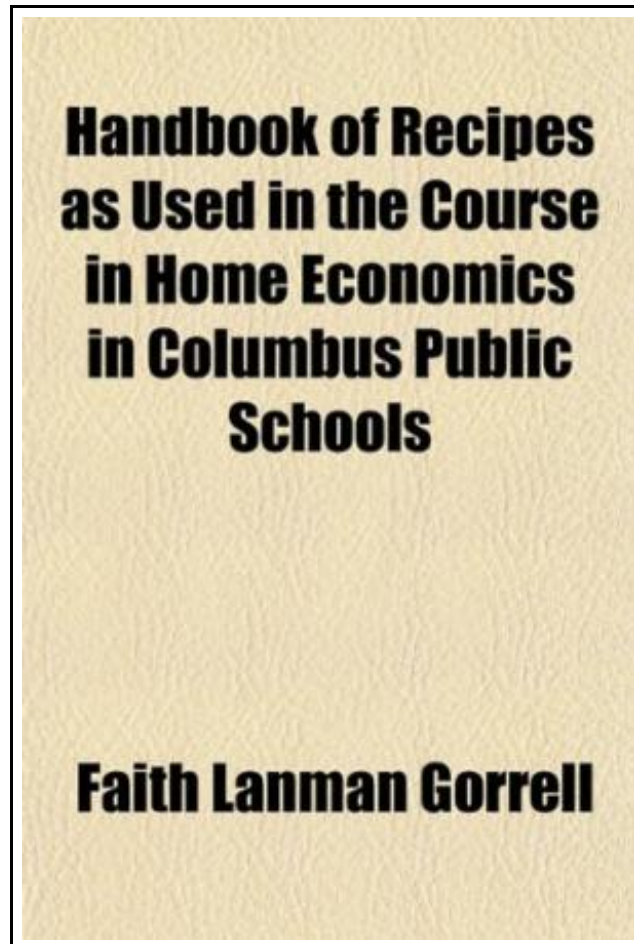 Handbook of Recipes
as Used in the Course
in Home Economics
in Columbus Public
Schools
Faith Lanman Gorrell